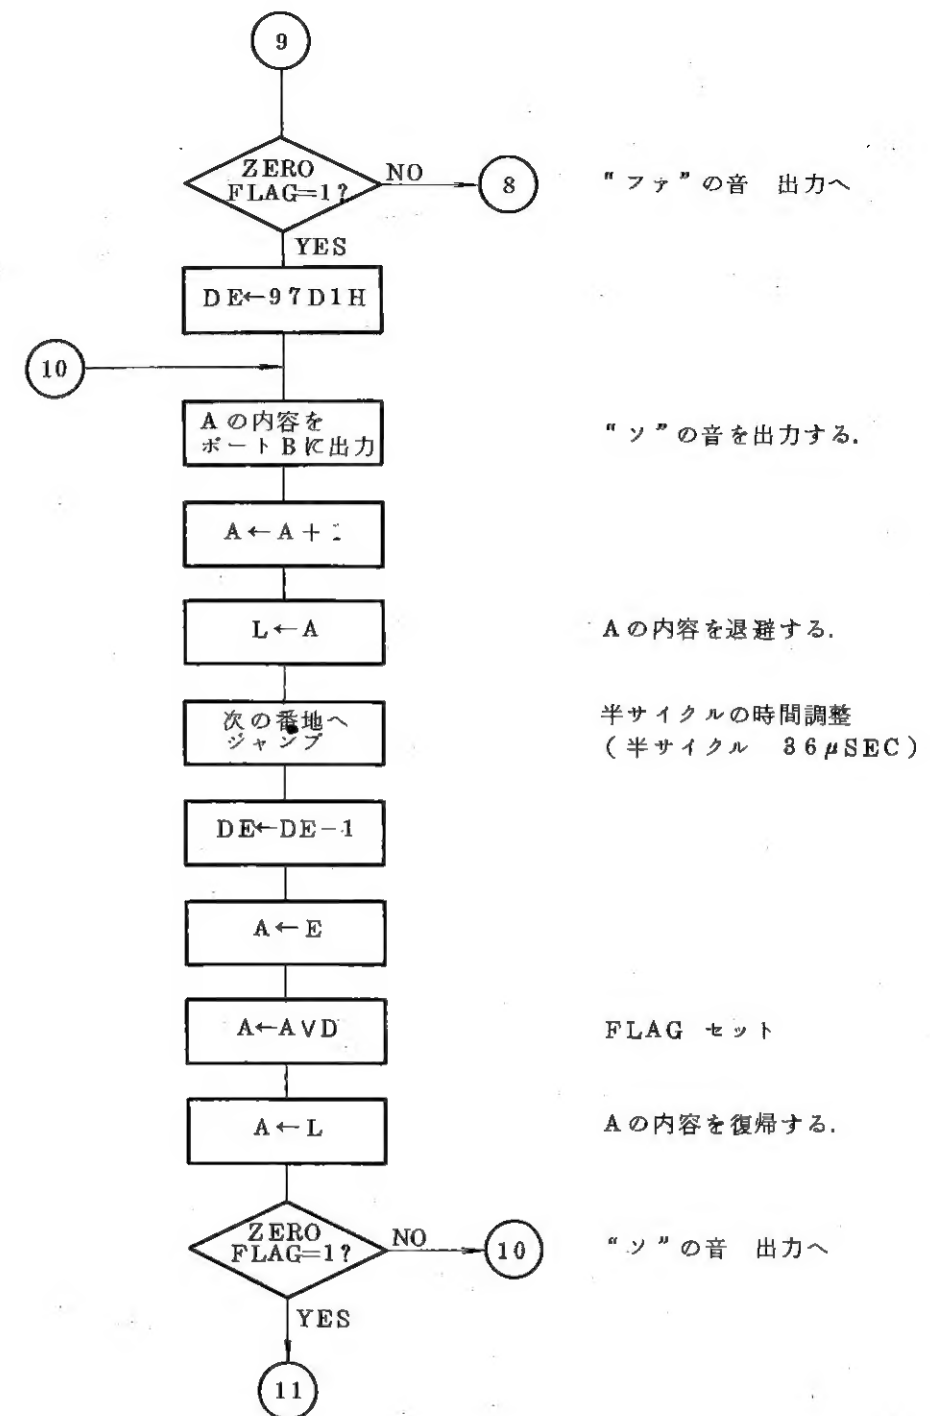 9
ZERO
FLAG=1?
NO
8
"ファ"の音 出力へ
YES
DE←97D1H
10
Aの内容を
ポートBに出力
"ソ"の音を出力する.
A←A+
L←A
Aの内容を退避する.
次の番地へ
ジャンプ
半サイクルの時間調整
(半サイクル 36μSEC)
DE←DE-1
A←E
A←A∨D
FLAG セット
A←L
Aの内容を復帰する.
ZERO
FLAG=1?
NO
10
"ソ"の音 出力へ
YES
11